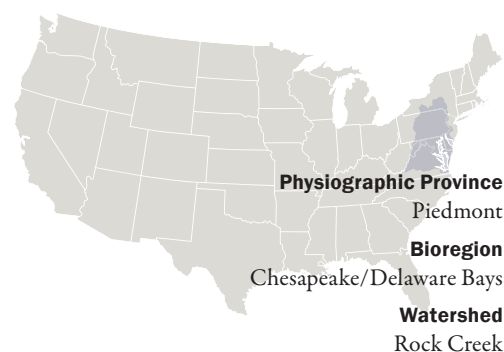 Physiographic Province
Piedmont
Bioregion
Chesapeake/Delaware Bays
Watershed
Rock Creek